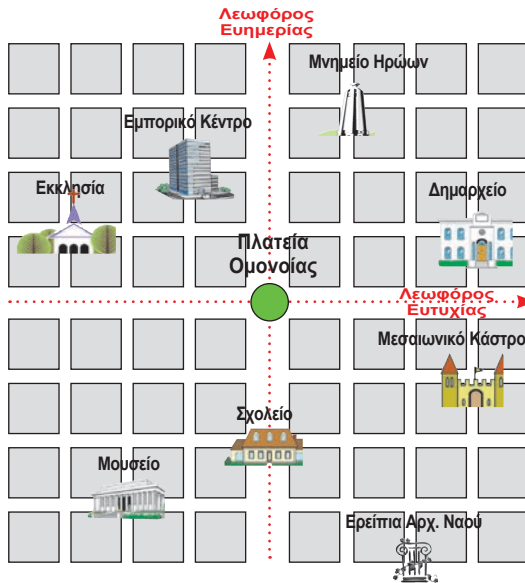 Λεωφόρος
Ευημερίας
Μνημείο Ηρώων
Εμπορικό Κέντρο
Εκκλησία
Δημαρχείο
Πλατεία
Ομονοίας
Λεωφόρος
Ευτυχίας
Μεσαιωνικό Κάστρο
Σχολείο
Μουσείο
Ερείπια Αρχ. Ναού